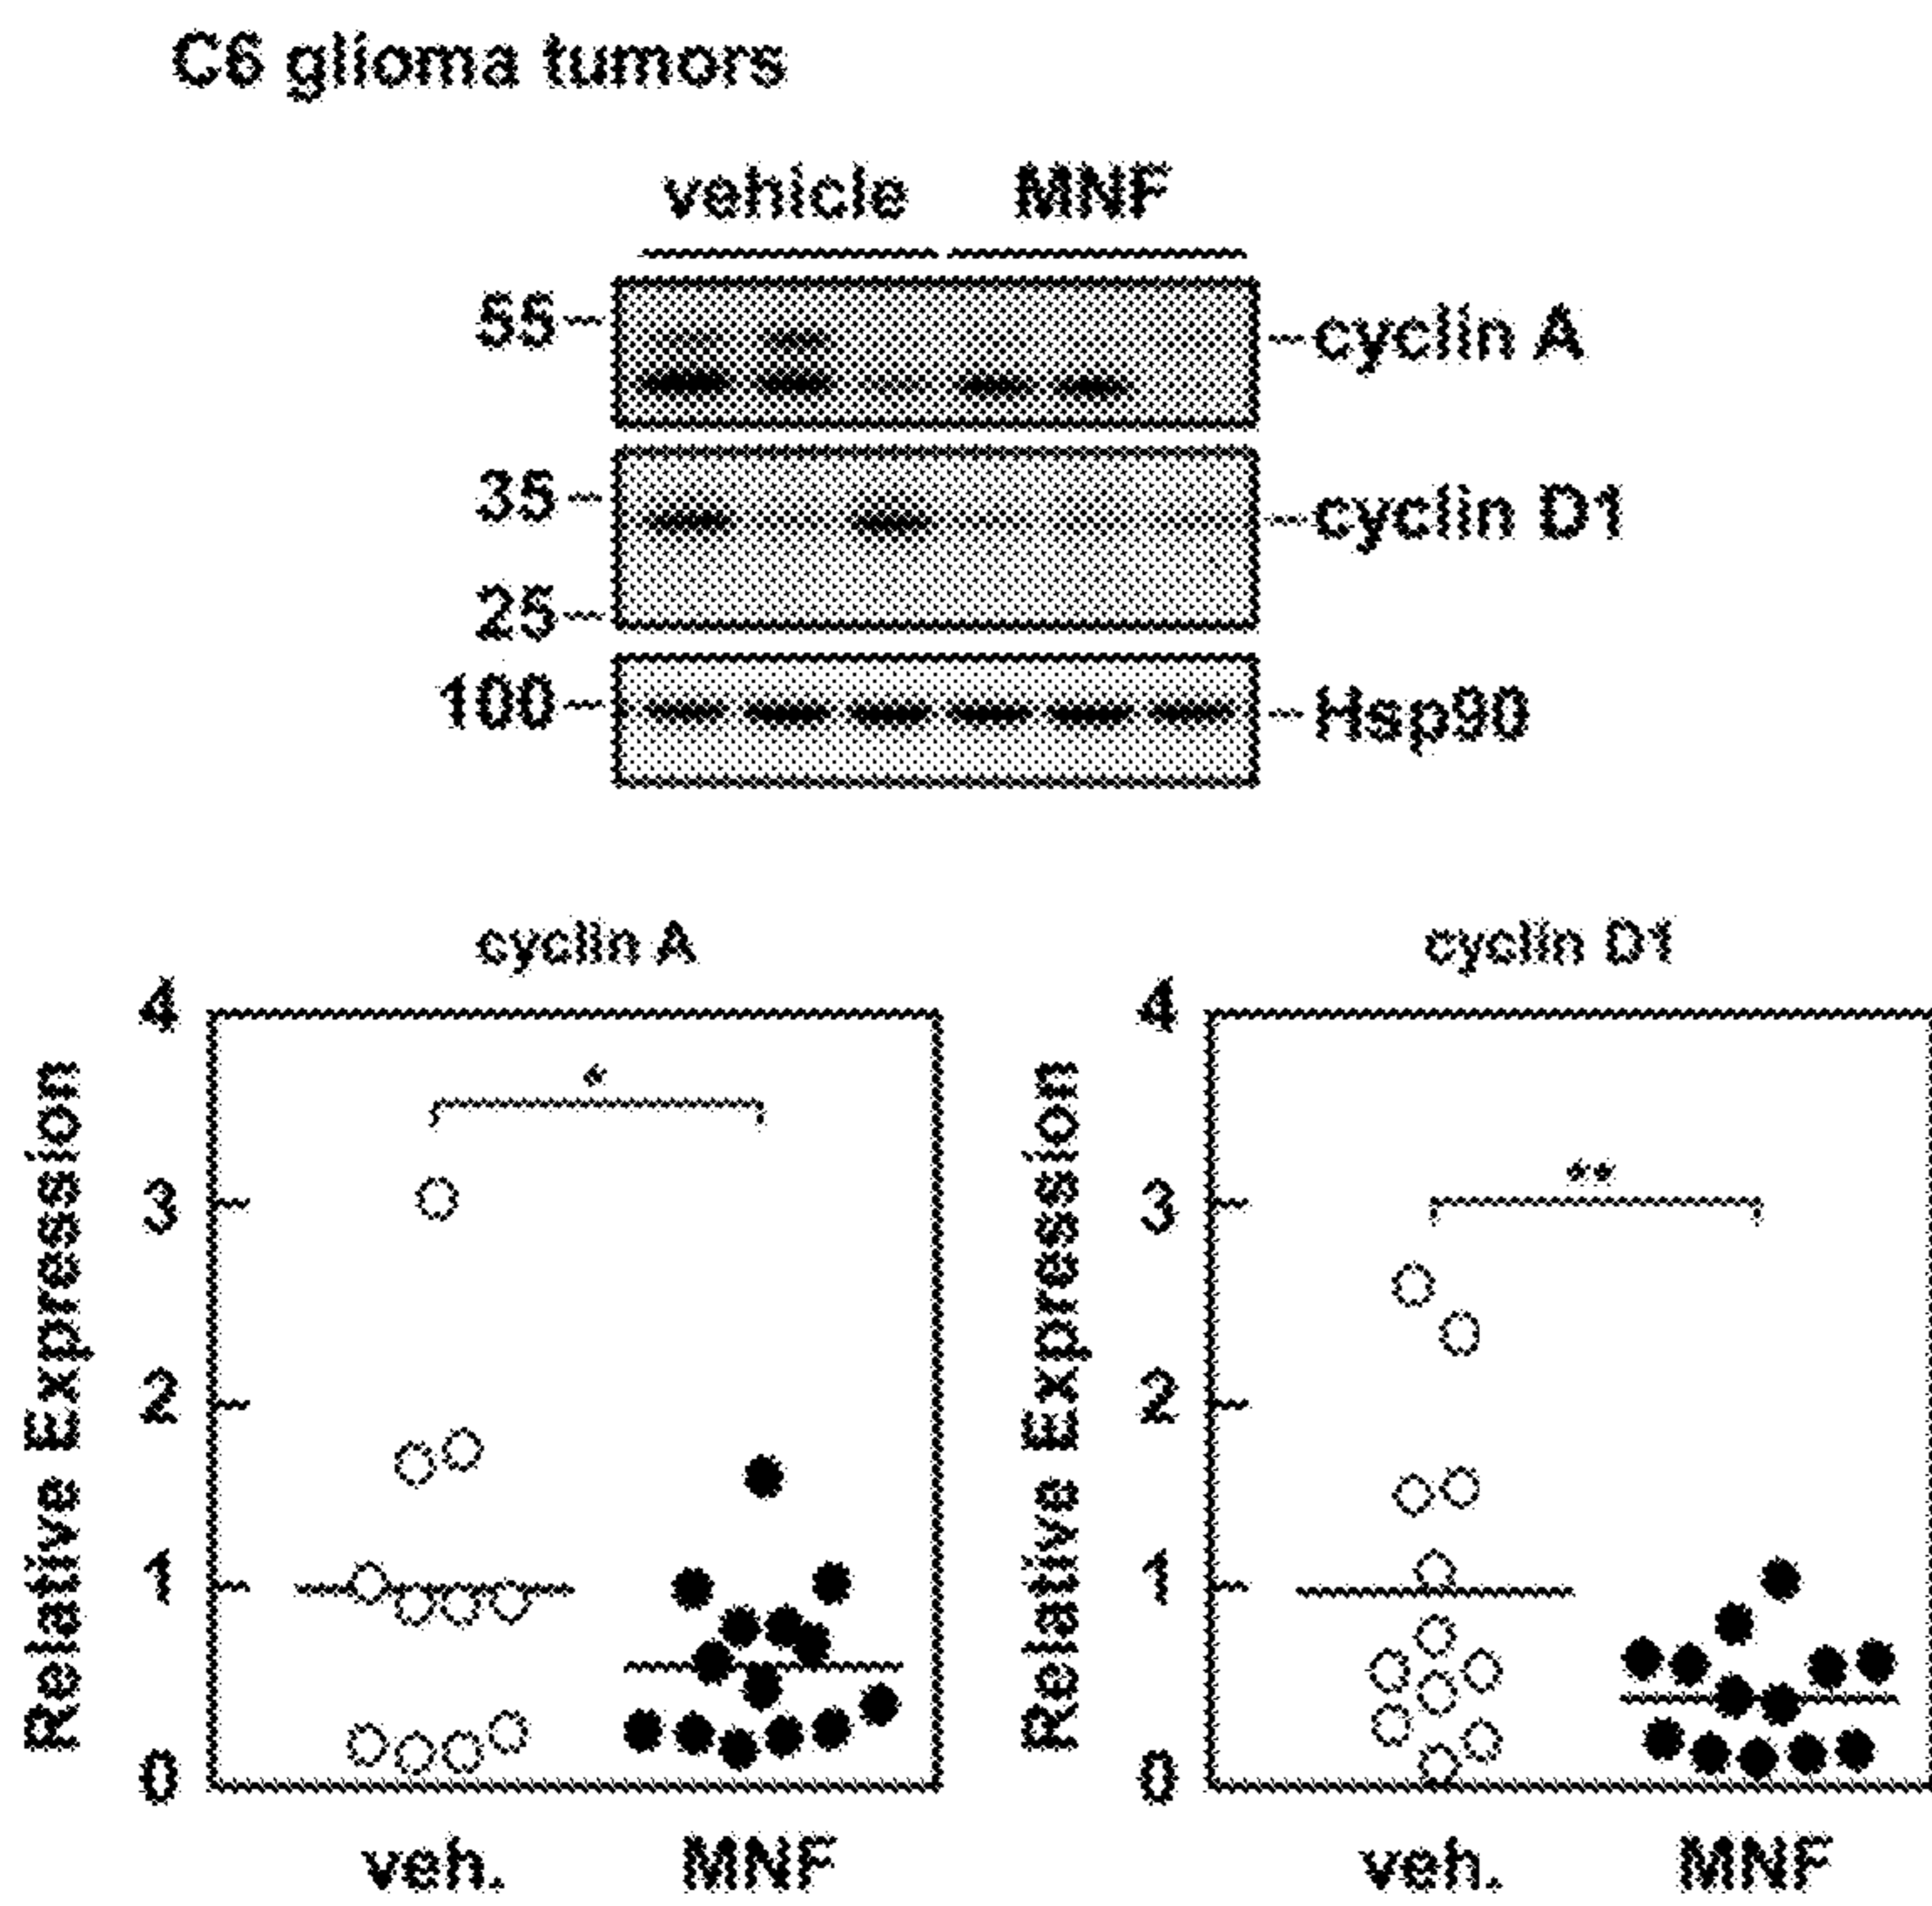 C6 glioma tumors
vehicle MNF
55 cyclin A
35 cyclin D1
25
100 Hsp90
cyclin A
4
*
3
2
1
0
Relative Expression
veh. MNF
cyclin D1
4
**
3
2
1
0
Relative Expression
veh. MNF